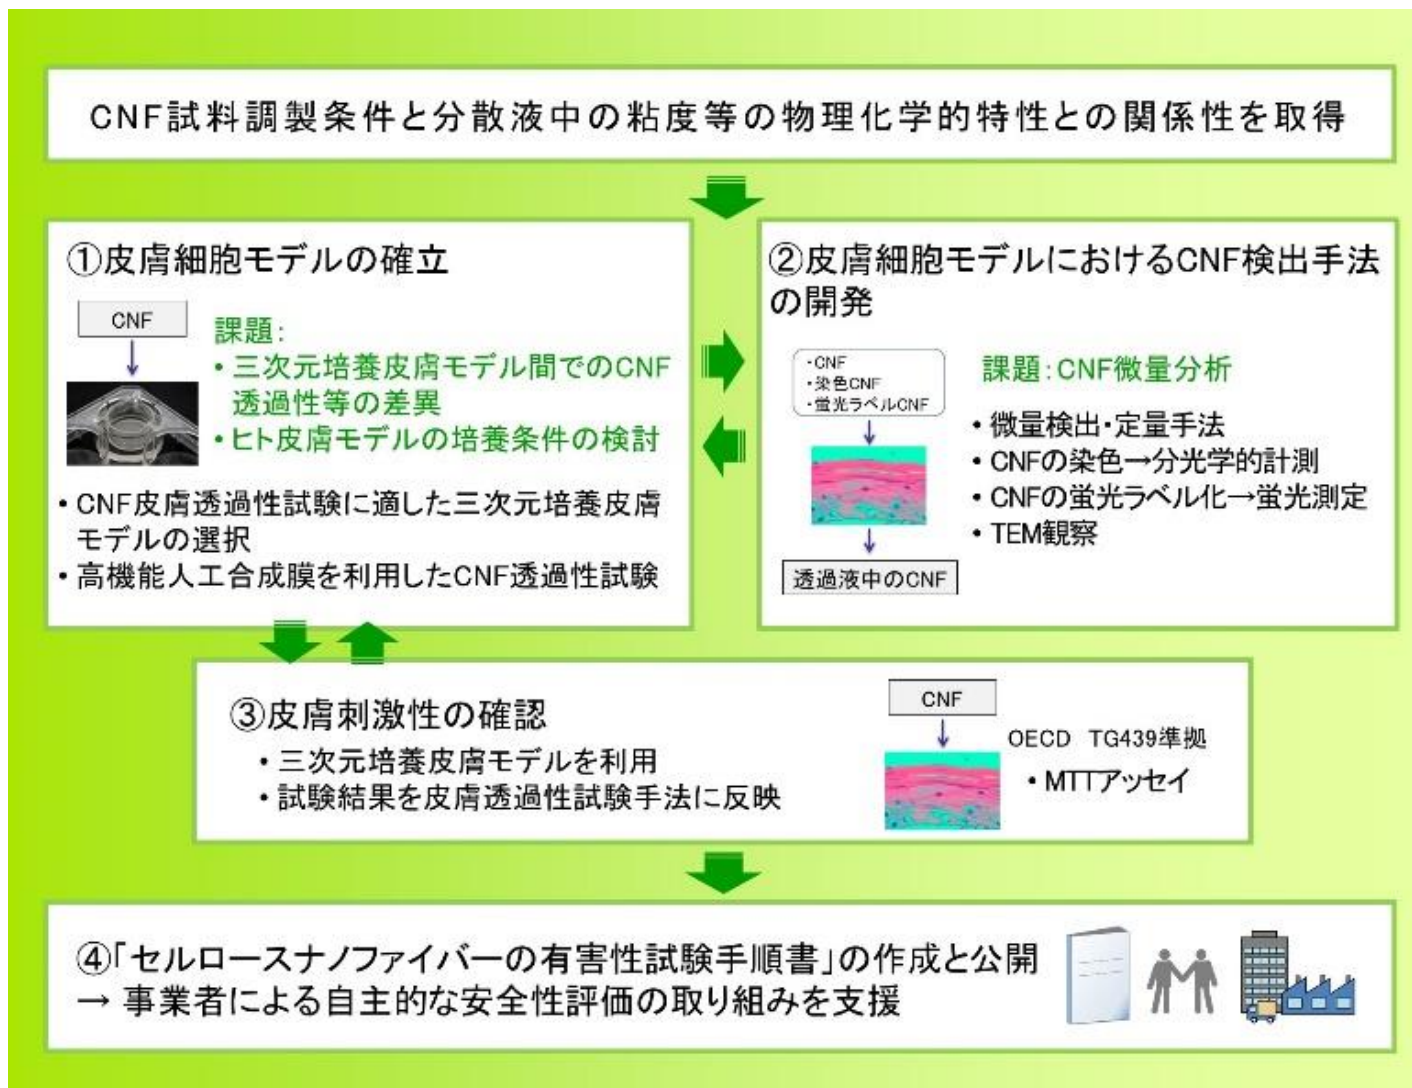 CNF試料調製条件と分散液中の粘度等の物理化学的特性との関係性を取得
①皮膚細胞モデルの確立
CNF
課題：
・三次元培養皮膚モデル間でのCNF
透過性等の差異
・ヒト皮膚モデルの培養条件の検討
・CNF皮膚透過性試験に適した三次元培養皮膚
モデルの選択
・高機能人工合成膜を利用したCNF透過性試験
②皮膚細胞モデルにおけるCNF検出手法
の開発
・CNF
・染色CNF
・蛍光ラベルCNF
透過液中のCNF
課題：CNF微量分析
・微量検出・定量手法
・CNFの染色→分光学的計測
・CNFの蛍光ラベル化→蛍光測定
・TEM観察
③皮膚刺激性の確認
・三次元培養皮膚モデルを利用
・試験結果を皮膚透過性試験手法に反映
CNF
OECD　TG439準拠
・MTTアッセイ
④「セルロースナノファイバーの有害性試験手順書」の作成と公開
→ 事業者による自主的な安全性評価の取り組みを支援